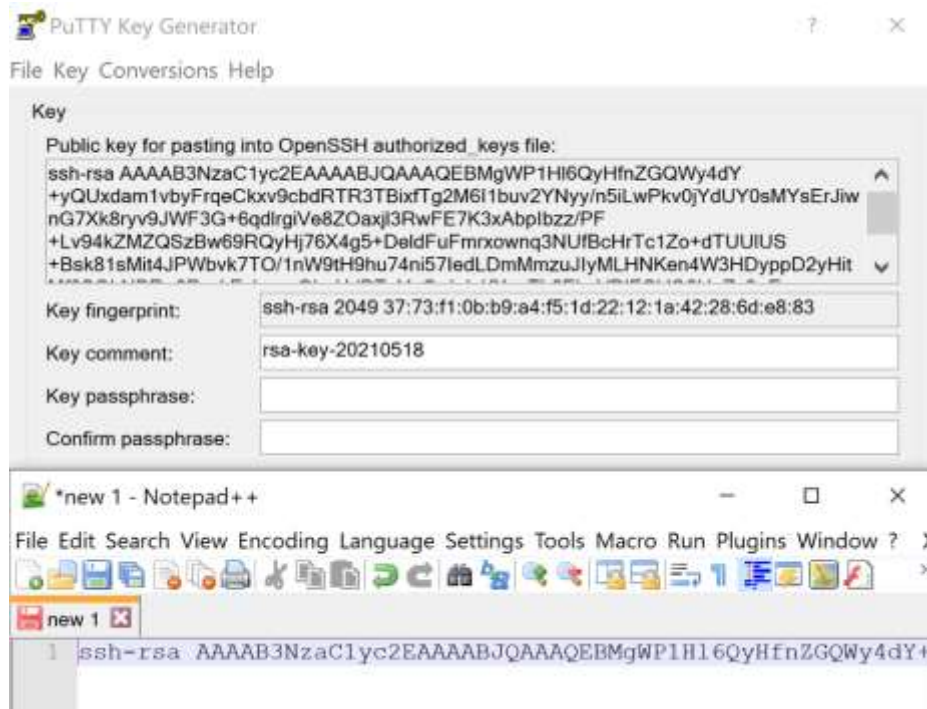 PuTTY Key Generator ? ×
File Key Conversions Help
Key
Public key for pasting into OpenSSH authorized_keys file:
ssh-rsa AAAAB3NzaC1yc2EAAAABJQAAAQEBMgWP1Hl6QyHfnZGQWy4dY
+yQUxdam1vbyFrqeCkxv9cbdRTR3TBixfTg2M6I1buv2YNyy/n5iLwPkv0jYdUY0sMYsErJiw
nG7Xk8ryv9JWF3G+6qdlrgiVe8ZOaxjl3RwFE7K3xAbpIbzz/PF
+Lv94kZMZQSzBw69RQyHj76X4g5+DeldFuFmrxownq3NUfBcHrTc1Zo+dTUUIUS
+Bsk81sMit4JPWbvk7TO/1nW9tH9hu74ni57IedLDmMmzuJIyMLHNKen4W3HDyppD2yHit
Key fingerprint: ssh-rsa 2049 37:73:f1:0b:b9:a4:f5:1d:22:12:1a:42:28:6d:e8:83
Key comment: rsa-key-20210518
Key passphrase:
Confirm passphrase:
*new 1 - Notepad++
File Edit Search View Encoding Language Settings Tools Macro Run Plugins Window ?
new 1
1 ssh-rsa AAAAB3NzaC1yc2EAAAABJQAAAQEBMgWP1Hl6QyHfnZGQWy4dY+